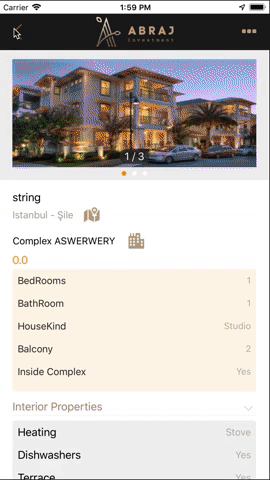 Carrier 1:59 PM
ABRAJ
Investment
1 / 3
string
Istanbul - Şile
Complex ASWERWERY
0.0
BedRooms 1
BathRoom 1
HouseKind Studio
Balcony 2
Inside Complex Yes
Interior Properties
Heating Stove
Dishwashers Yes
Terrace Yes